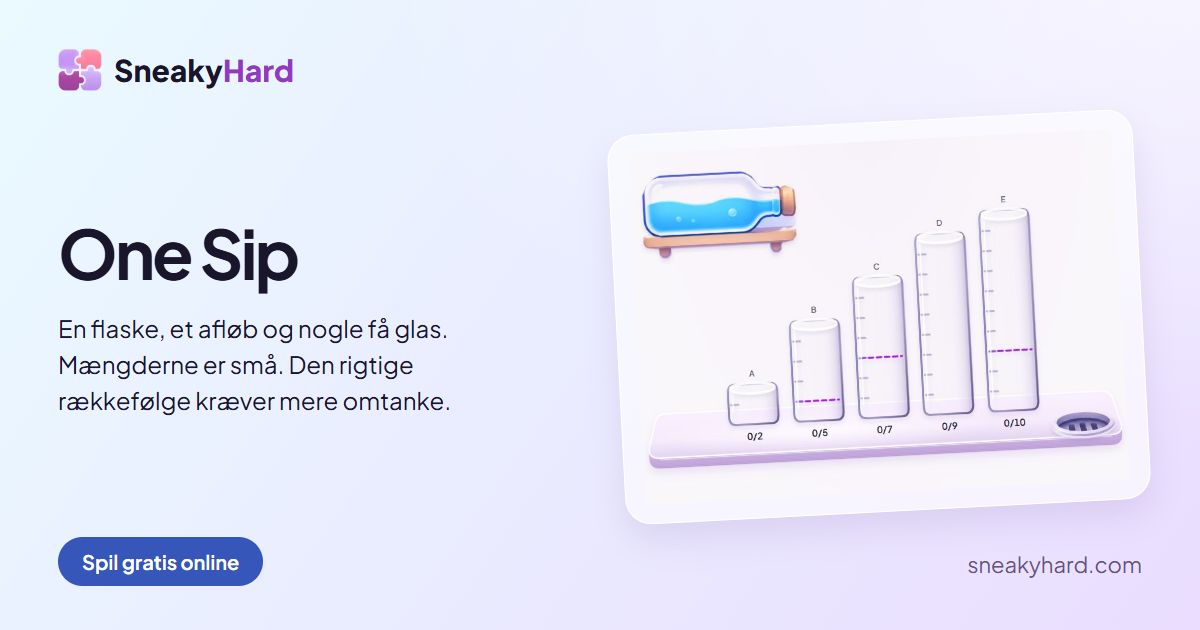 SneakyHard
One Sip
En flaske, et afløb og nogle få glas.
Mængderne er små. Den rigtige
rækkefølge kræver mere omtanke.
Spil gratis online
A
B
C
D
E
0/2
0/5
0/7
0/9
0/10
sneakyhard.com